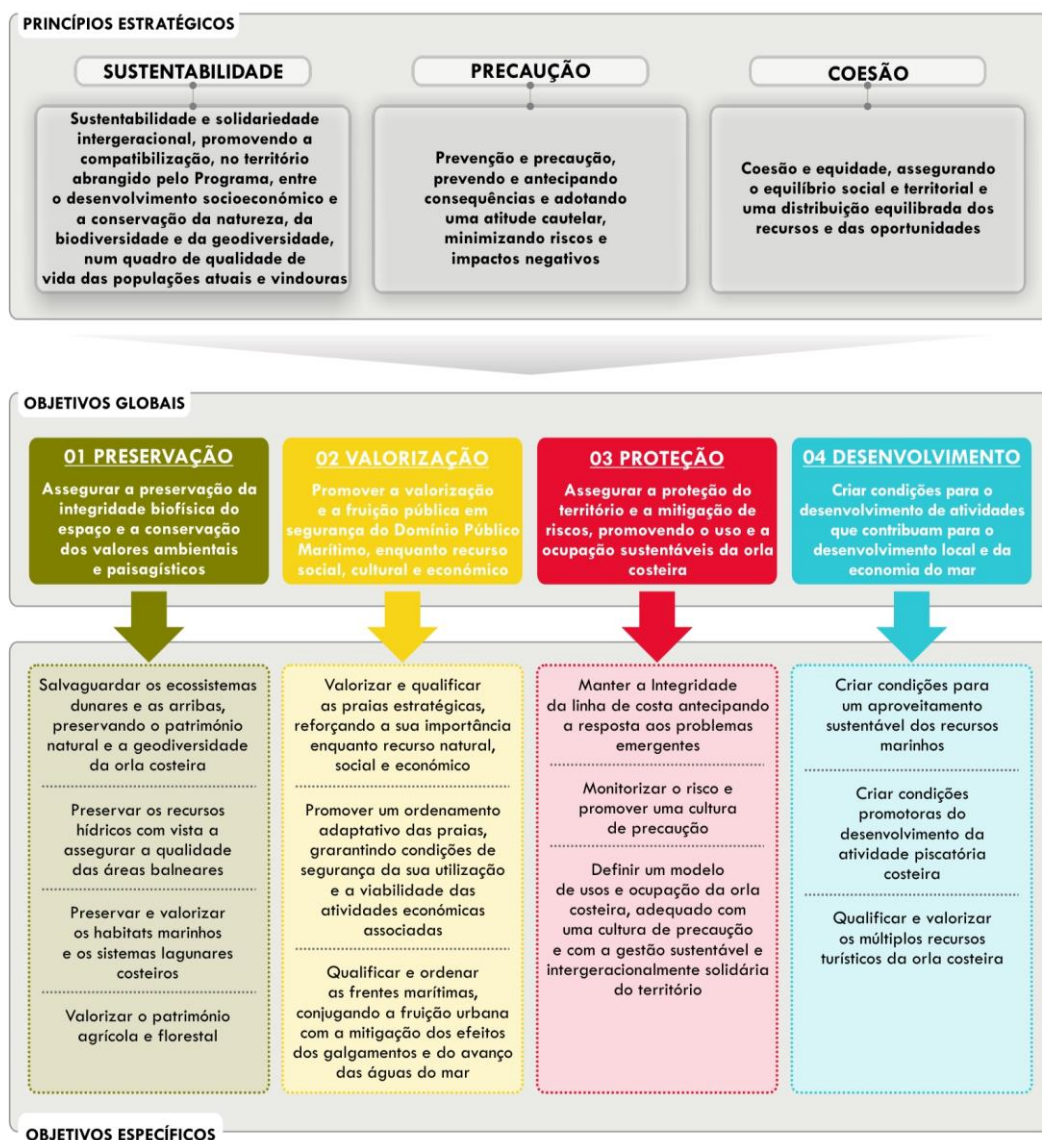 PRINCÍPIOS ESTRATÉGICOS
SUSTENTABILIDADE
Sustentabilidade e solidariedade
intergeracional, promovendo a
compatibilização, no território
abrangido pelo Programa, entre
o desenvolvimento socioeconómico e
a conservação da natureza, da
biodiversidade e da geodiversidade,
num quadro de qualidade de
vida das populações atuais e vindouras
PRECAUÇÃO
Prevenção e precaução,
prevendo e antecipando
consequências e adotando
uma atitude cautelar,
minimizando riscos e
impactos negativos
COESÃO
Coesão e equidade, assegurando
o equilíbrio social e territorial e
uma distribuição equilibrada dos
recursos e das oportunidades
OBJETIVOS GLOBAIS
01 PRESERVAÇÃO
Assegurar a preservação da
integridade biofísica do
espaço e a conservação
dos valores ambientais
e paisagísticos
02 VALORIZAÇÃO
Promover a valorização
e a fruição pública em
segurança do Domínio Público
Marítimo, enquanto recurso
social, cultural e económico
03 PROTEÇÃO
Assegurar a proteção do
território e a mitigação de
riscos, promovendo o uso e a
ocupação sustentáveis da orla
costeira
04 DESENVOLVIMENTO
Criar condições para o
desenvolvimento de atividades
que contribuam para o
desenvolvimento local e da
economia do mar
Salvaguardar os ecossistemas
dunares e as arribas,
preservando o património
natural e a geodiversidade
da orla costeira
Preservar os recursos
hídricos com vista a
assegurar a qualidade
das áreas balneares
Preservar e valorizar
os habitats marinhos
e os sistemas lagunares
costeiros
Valorizar o património
agrícola e florestal
Valorizar e qualificar
as praias estratégicas,
reforçando a sua importância
enquanto recurso natural,
social e económico
Promover um ordenamento
adaptativo das praias,
grarantindo condições de
segurança da sua utilização
e a viabilidade das
atividades económicas
associadas
Qualificar e ordenar
as frentes marítimas,
conjugando a fruição urbana
com a mitigação dos efeitos
dos galgamentos e do avanço
das águas do mar
Manter a Integridade
da linha de costa antecipando
a resposta aos problemas
emergentes
Monitorizar o risco e
promover uma cultura
de precaução
Definir um modelo
de usos e ocupação da orla
costeira, adequado com
uma cultura de precaução
e com a gestão sustentável e
intergeracionalmente solidária
do território
Criar condições para
um aproveitamento
sustentável dos recursos
marinhos
Criar condições
promotoras do
desenvolvimento da
atividade piscatória
costeira
Qualificar e valorizar
os múltiplos recursos
turísticos da orla costeira
OBJETIVOS ESPECÍFICOS